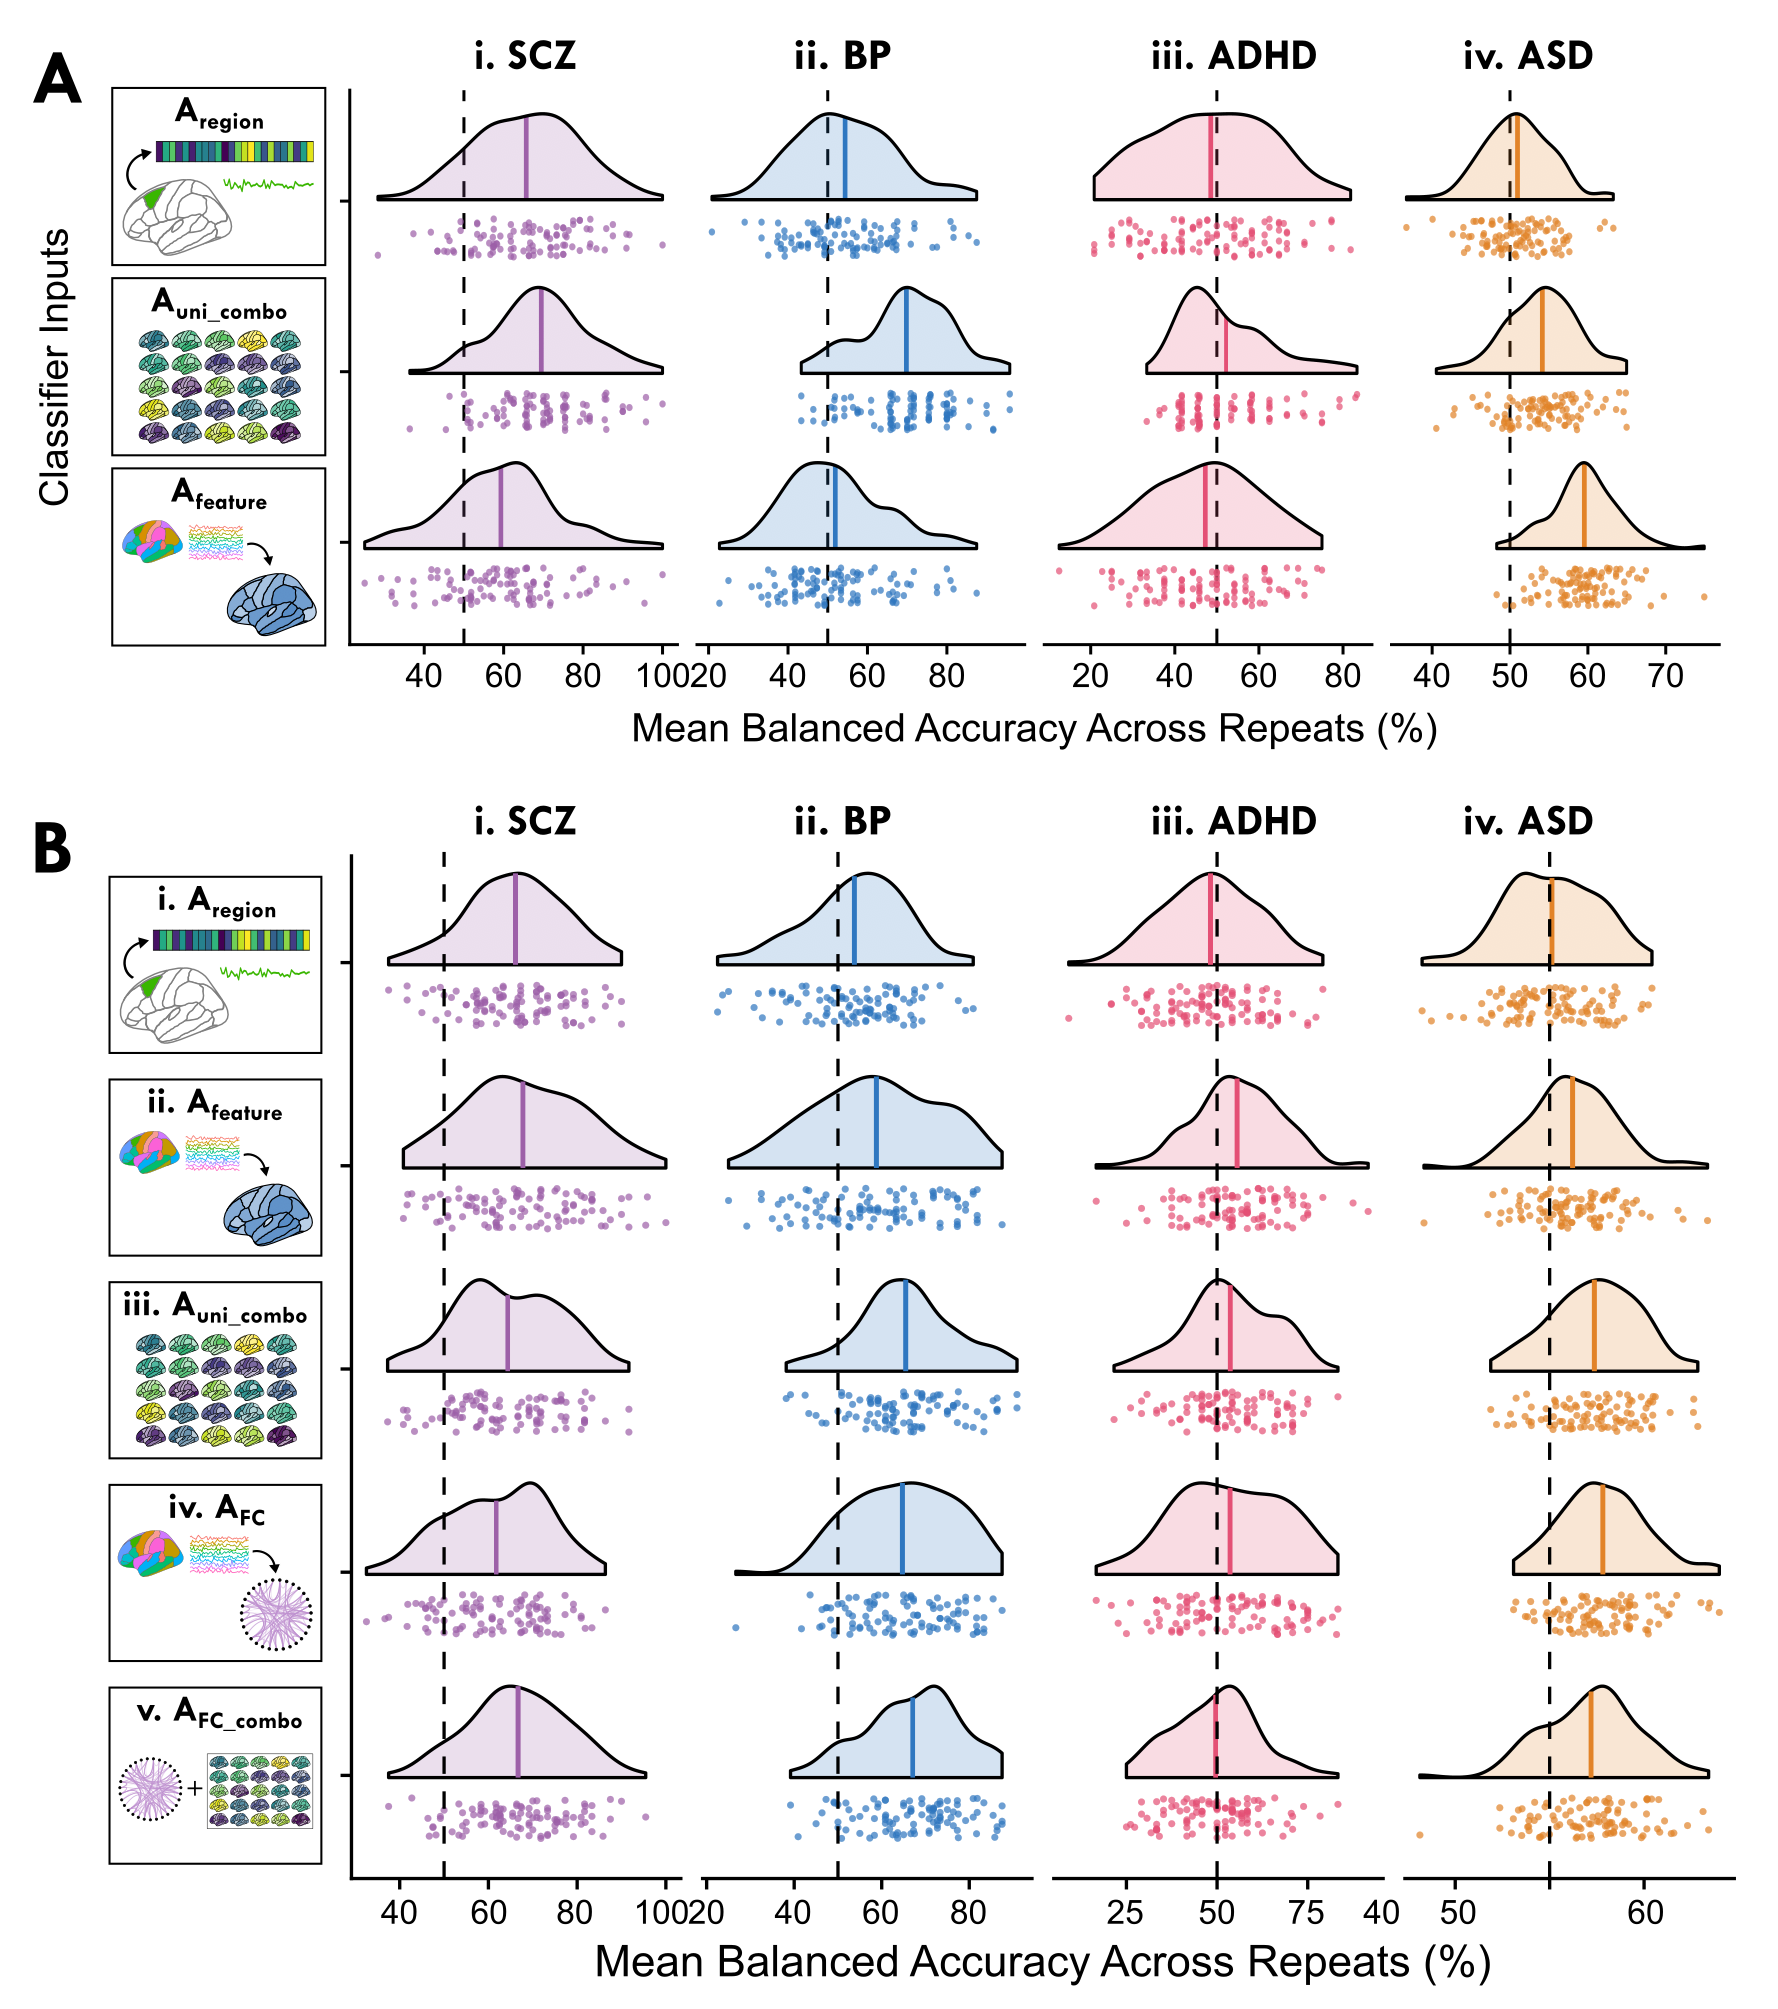 A
i. SCZ
ii. BP
iii. ADHD
iv. ASD
Classifier Inputs
Aregion
Auni_combo
Afeature
40 60 80 100
20 40 60 80
20 40 60 80
40 50 60 70
Mean Balanced Accuracy Across Repeats (%)
B
i. SCZ
ii. BP
iii. ADHD
iv. ASD
i. Aregion
ii. Afeature
iii. Auni_combo
iv. AFC
v. AFC_combo
+
40 60 80 100
20 40 60 80
25 50 75
40 50 60
Mean Balanced Accuracy Across Repeats (%)